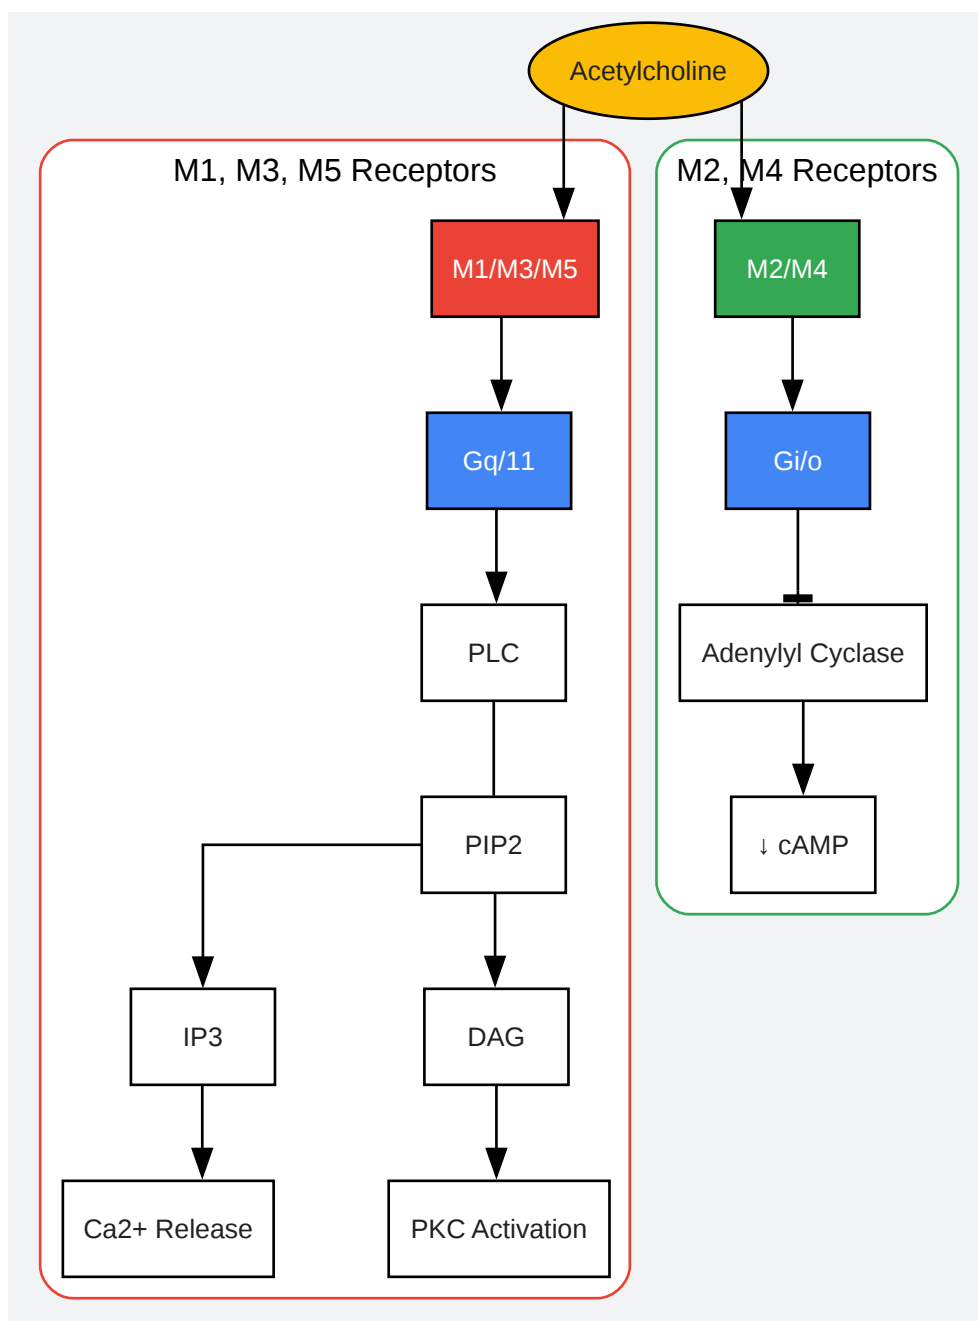 Acetylcholine
M1, M3, M5 Receptors
M2, M4 Receptors
M1/M3/M5
M2/M4
Gq/11
Gi/o
PLC
Adenylyl Cyclase
PIP2
↓ cAMP
IP3
DAG
Ca2+ Release
PKC Activation